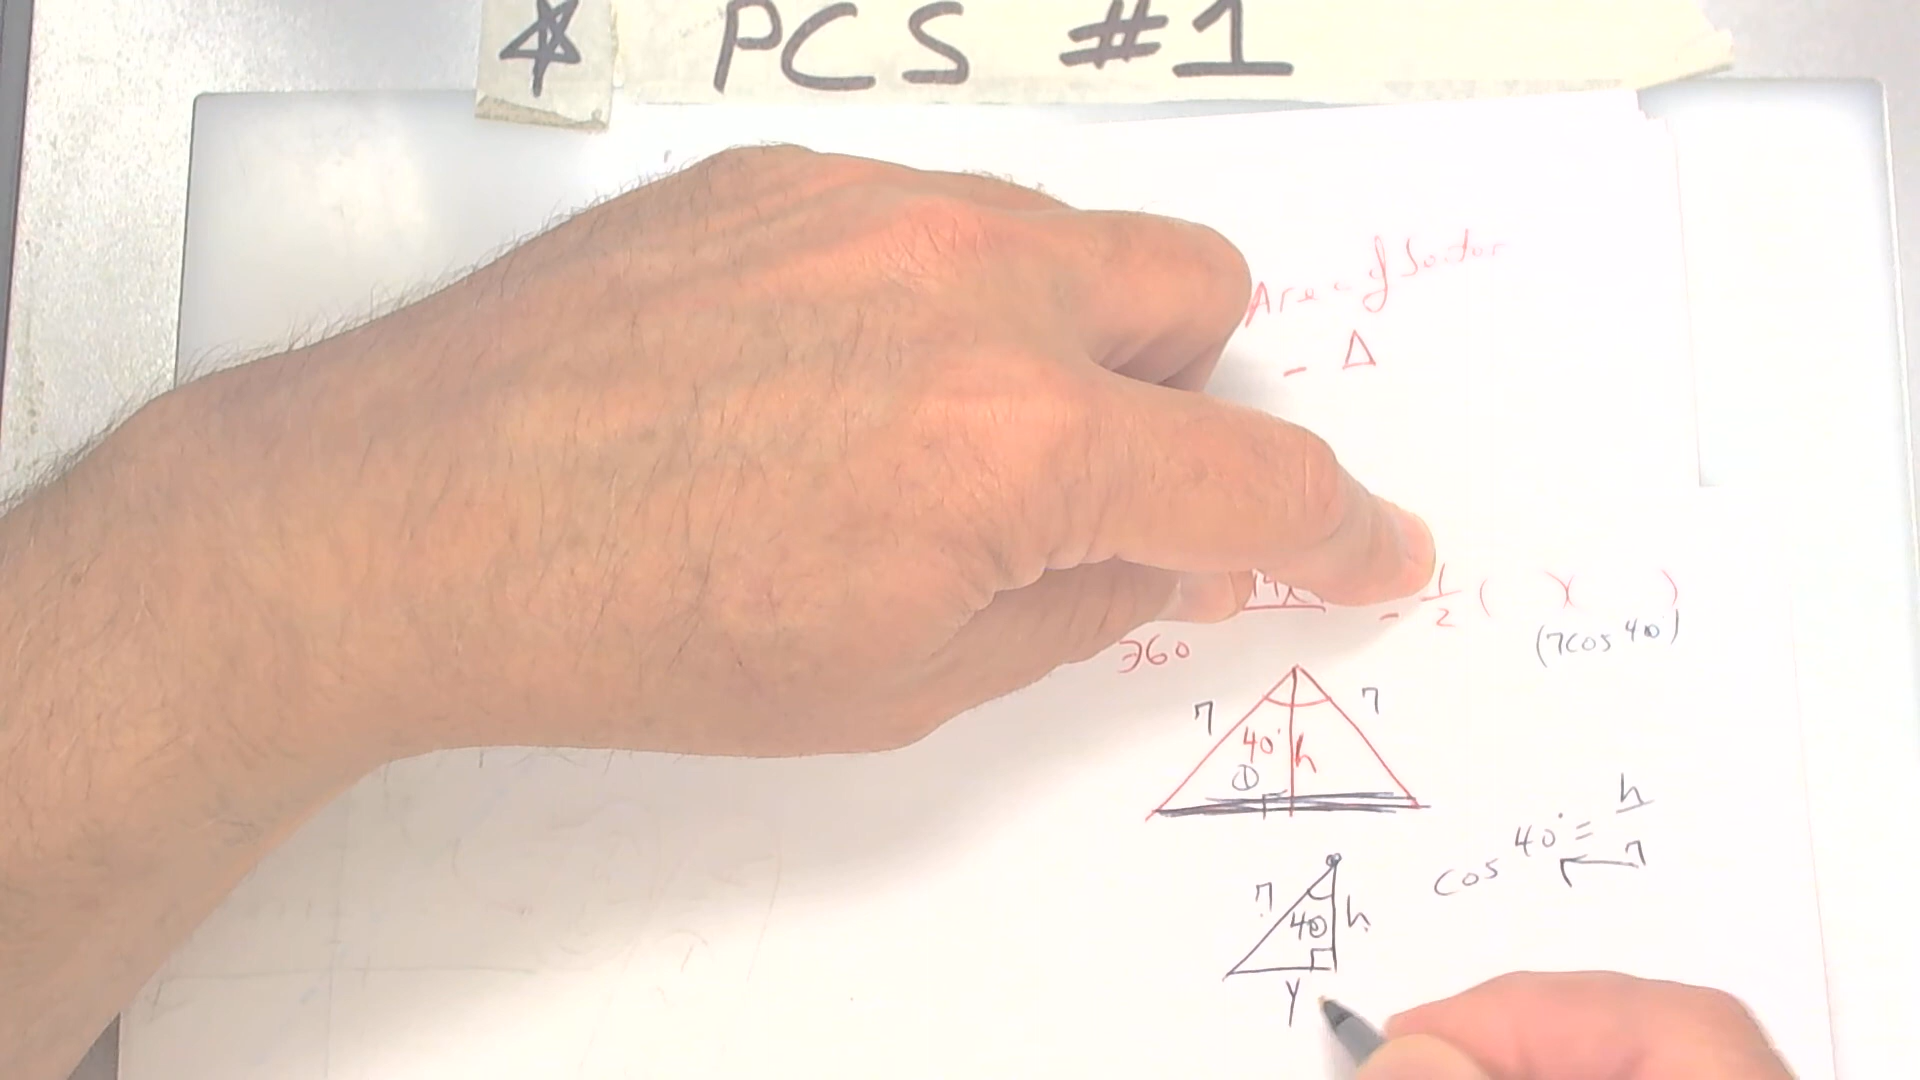 ☆ PCS #1
Area of Sector
- Δ
- 1/2 ( )( )
360
(7cos 40°)
7 7
40° h
①
cos 40° = h/7
7 40 h
y